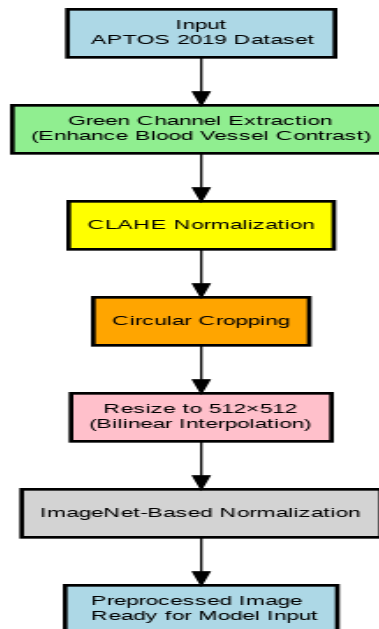 Input
APTOS 2019 Dataset
Green Channel Extraction
(Enhance Blood Vessel Contrast)
CLAHE Normalization
Circular Cropping
Resize to 512×512
(Bilinear Interpolation)
ImageNet-Based Normalization
Preprocessed Image
Ready for Model Input